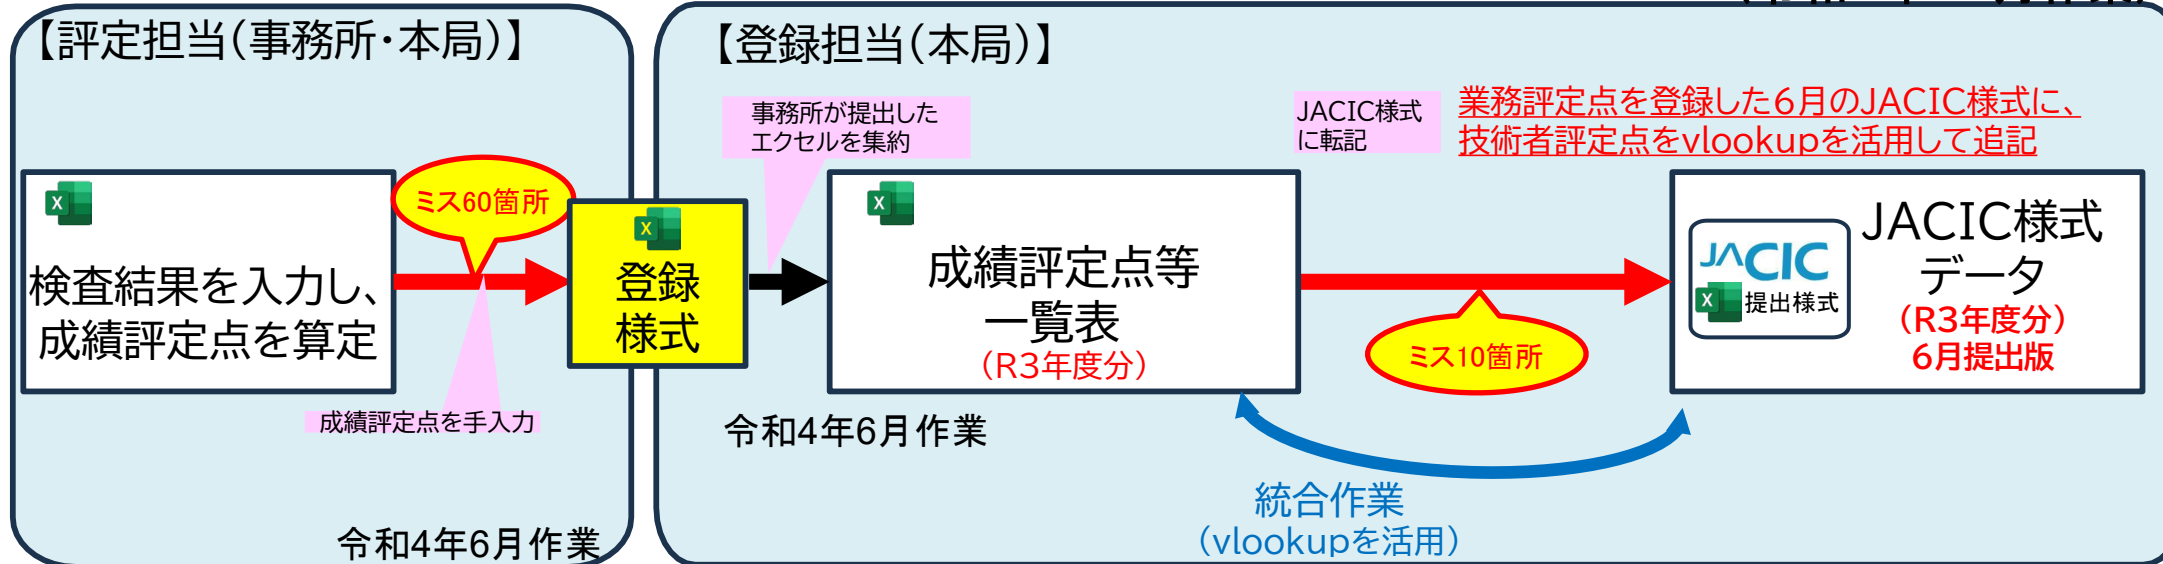 【評定担当(事務所・本局)】
検査結果を入力し、
成績評定点を算定
ミス60箇所
成績評定点を手入力
令和4年6月作業
登録
様式
【登録担当(本局)】
事務所が提出した
エクセルを集約
成績評定点等
一覧表
(R3年度分)
令和4年6月作業
JACIC様式
に転記
業務評定点を登録した6月のJACIC様式に、
技術者評定点をvlookupを活用して追記
ミス10箇所
JACIC
提出様式
JACIC様式
データ
(R3年度分)
6月提出版
統合作業
(vlookupを活用)